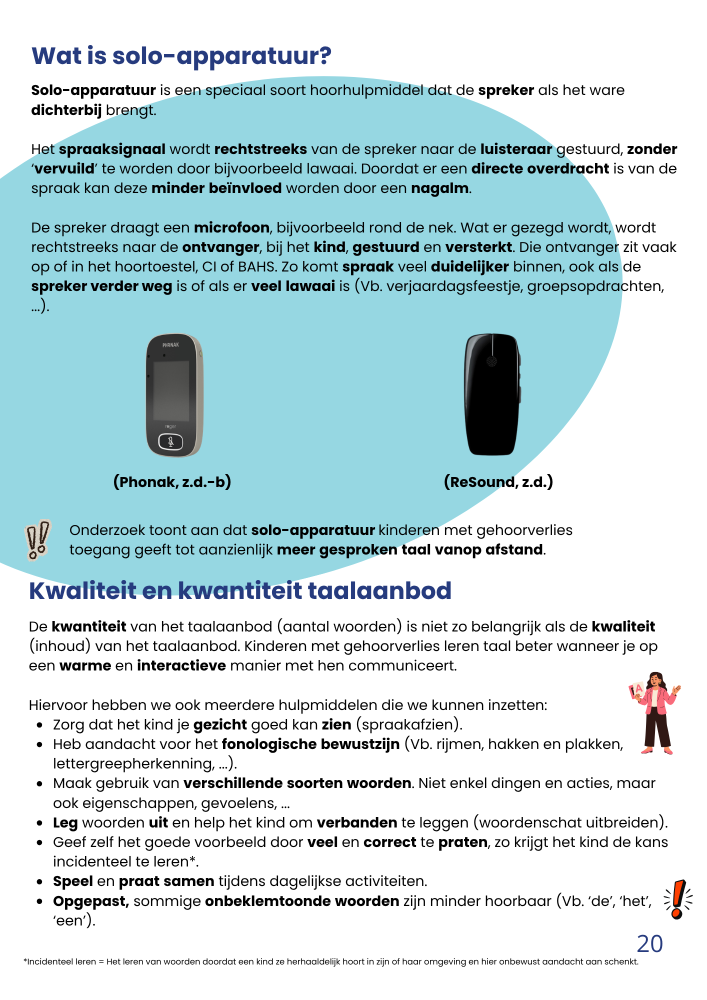 Wat is solo-apparatuur?
Solo-apparatuur is een speciaal soort hoorhulpmiddel dat de spreker als het ware
dichterbij brengt.
Het spraaksignaal wordt rechtstreeks van de spreker naar de luisteraar gestuurd, zonder
‘vervuild’ te worden door bijvoorbeeld lawaai. Doordat er een directe overdracht is van de
spraak kan deze minder beïnvloed worden door een nagalm.
De spreker draagt een microfoon, bijvoorbeeld rond de nek. Wat er gezegd wordt, wordt
rechtstreeks naar de ontvanger, bij het kind, gestuurd en versterkt. Die ontvanger zit vaak
op of in het hoortoestel, CI of BAHS. Zo komt spraak veel duidelijker binnen, ook als de
spreker verder weg is of als er veel lawaai is (Vb. verjaardagsfeestje, groepsopdrachten,
...).
PHONAK
roger
(Phonak, z.d.-b)
(ReSound, z.d.)
Onderzoek toont aan dat solo-apparatuur kinderen met gehoorverlies
toegang geeft tot aanzienlijk meer gesproken taal vanop afstand.
Kwaliteit en kwantiteit taalaanbod
De kwantiteit van het taalaanbod (aantal woorden) is niet zo belangrijk als de kwaliteit
(inhoud) van het taalaanbod. Kinderen met gehoorverlies leren taal beter wanneer je op
een warme en interactieve manier met hen communiceert.
A
Hiervoor hebben we ook meerdere hulpmiddelen die we kunnen inzetten:
• Zorg dat het kind je gezicht goed kan zien (spraakafzien).
• Heb aandacht voor het fonologische bewustzijn (Vb. rijmen, hakken en plakken,
lettergreepherkenning, ...).
• Maak gebruik van verschillende soorten woorden. Niet enkel dingen en acties, maar
ook eigenschappen, gevoelens, ...
• Leg woorden uit en help het kind om verbanden te leggen (woordenschat uitbreiden).
• Geef zelf het goede voorbeeld door veel en correct te praten, zo krijgt het kind de kans
incidenteel te leren*.
• Speel en praat samen tijdens dagelijkse activiteiten.
• Opgepast, sommige onbeklemtoonde woorden zijn minder hoorbaar (Vb. ‘de’, ‘het’,
‘een’).
20
*Incidenteel leren = Het leren van woorden doordat een kind ze herhaaldelijk hoort in zijn of haar omgeving en hier onbewust aandacht aan schenkt.